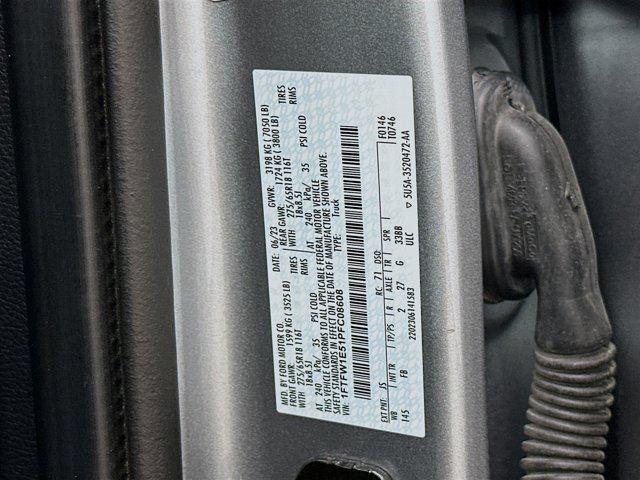 MFD. BY FORD MOTOR CO. DATE: 06/23 GVWR: 3198 KG (7050 LB)
FRONT GAWR: 1599 KG (3525 LB) REAR GAWR: 1724 KG (3800 LB)
WITH 275/65R18 116T TIRES WITH 275/65R18 116T TIRES
18x8.5J RIMS 18x8.5J RIMS
AT 240 kPa/ 35 PSI COLD AT 240 kPa/ 35 PSI COLD
THIS VEHICLE CONFORMS TO ALL APPLICABLE FEDERAL MOTOR VEHICLE
SAFETY STANDARDS IN EFFECT ON THE DATE OF MANUFACTURE SHOWN ABOVE.
VIN: 1FTFW1E51PFC08608 TYPE: Truck
F0146
T0746
EXT PNT: JS RC: 71 DSO:
WB INT TR TP/PS R AXLE TR SPR
145 FB 2 27 G 33BB
2202306141583 ULC 5U5A-3520472-AA